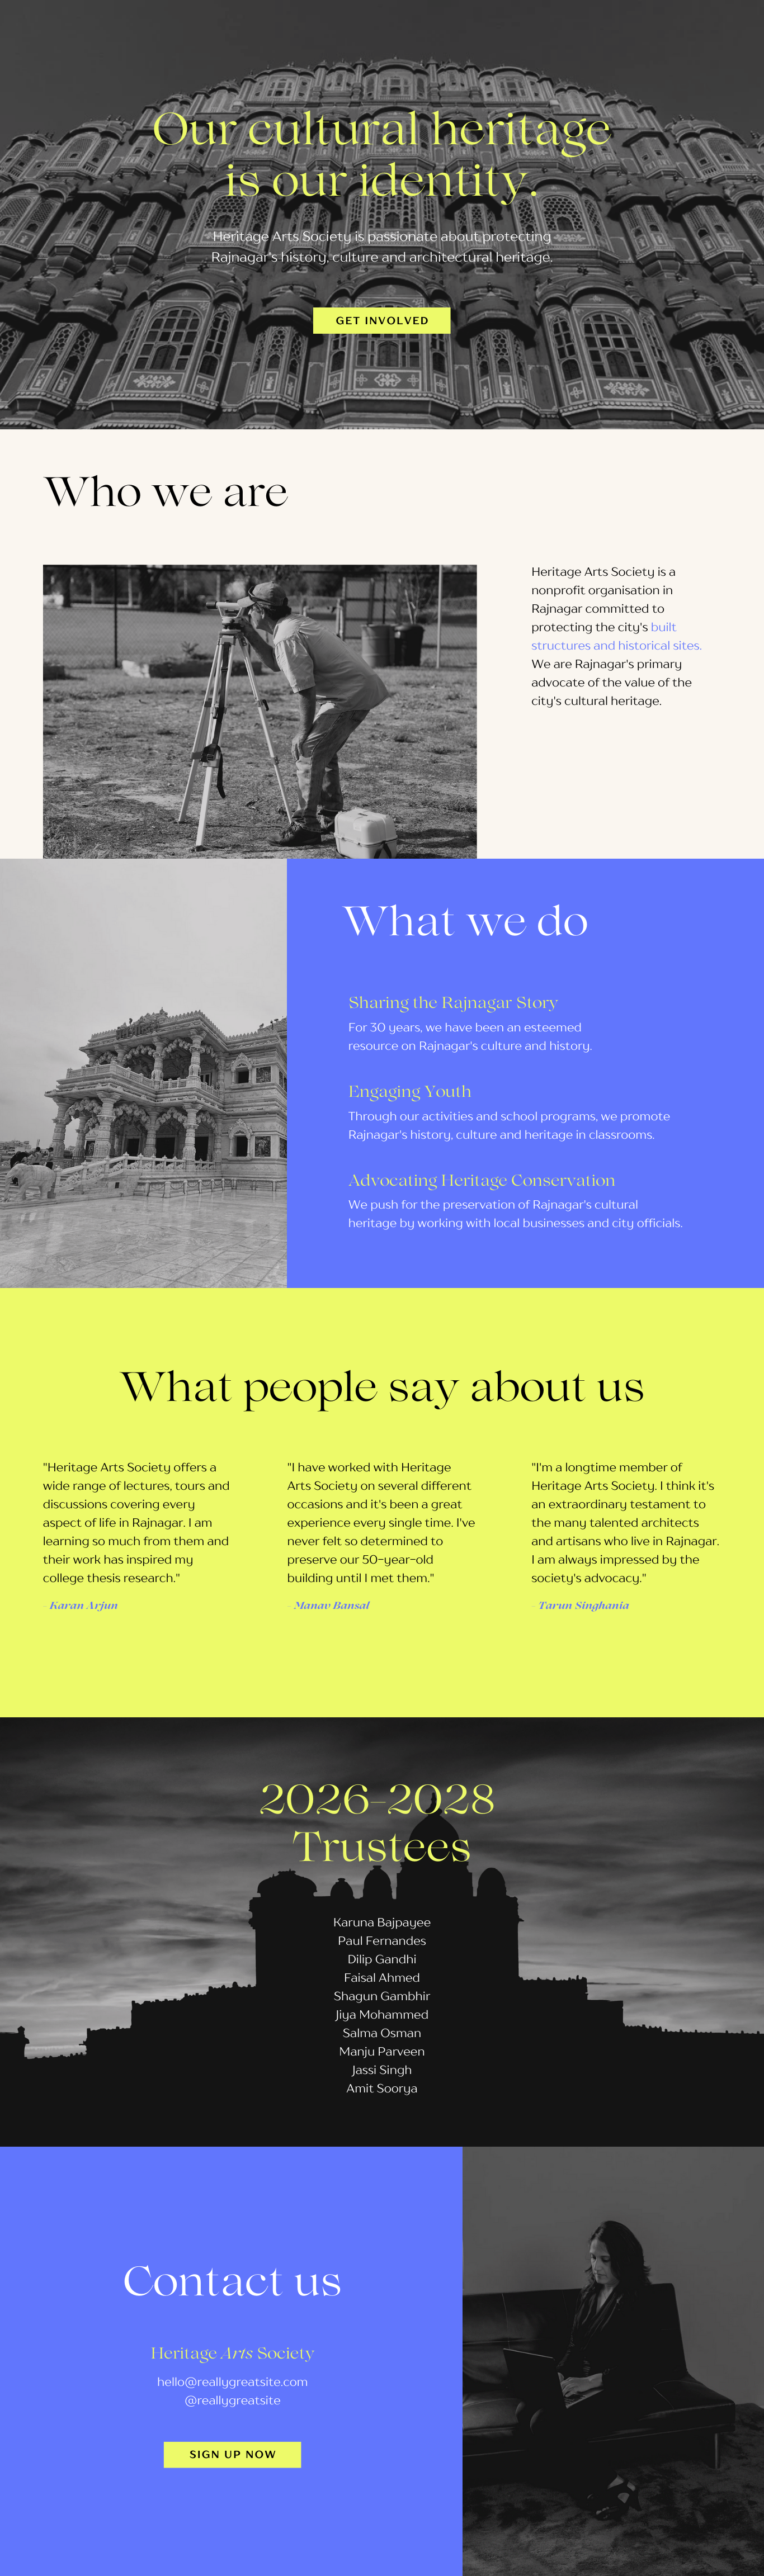 Our cultural heritage
is our identity.
Heritage Arts Society is passionate about protecting
Rajnagar's history, culture and architectural heritage.
GET INVOLVED
Who we are
Heritage Arts Society is a
nonprofit organisation in
Rajnagar committed to
protecting the city's built
structures and historical sites.
We are Rajnagar's primary
advocate of the value of the
city's cultural heritage.
What we do
Sharing the Rajnagar Story
For 30 years, we have been an esteemed
resource on Rajnagar's culture and history.
Engaging Youth
Through our activities and school programs, we promote
Rajnagar's history, culture and heritage in classrooms.
Advocating Heritage Conservation
We push for the preservation of Rajnagar's cultural
heritage by working with local businesses and city officials.
What people say about us
"Heritage Arts Society offers a
wide range of lectures, tours and
discussions covering every
aspect of life in Rajnagar. I am
learning so much from them and
their work has inspired my
college thesis research."
- Karan Arjun
"I have worked with Heritage
Arts Society on several different
occasions and it's been a great
experience every single time. I've
never felt so determined to
preserve our 50-year-old
building until I met them."
- Manav Bansal
"I'm a longtime member of
Heritage Arts Society. I think it's
an extraordinary testament to
the many talented architects
and artisans who live in Rajnagar.
I am always impressed by the
society's advocacy."
- Tarun Singhania
2026-2028
Trustees
Karuna Bajpayee
Paul Fernandes
Dilip Gandhi
Faisal Ahmed
Shagun Gambhir
Jiya Mohammed
Salma Osman
Manju Parveen
Jassi Singh
Amit Soorya
Contact us
Heritage Arts Society
hello@reallygreatsite.com
@reallygreatsite
SIGN UP NOW